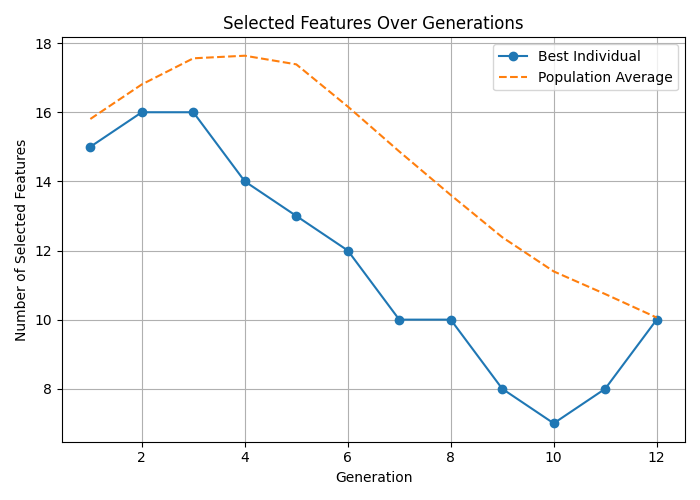 Selected Features Over Generations
Best Individual
Population Average
Number of Selected Features
18
16
14
12
10
8
2 4 6 8 10 12
Generation